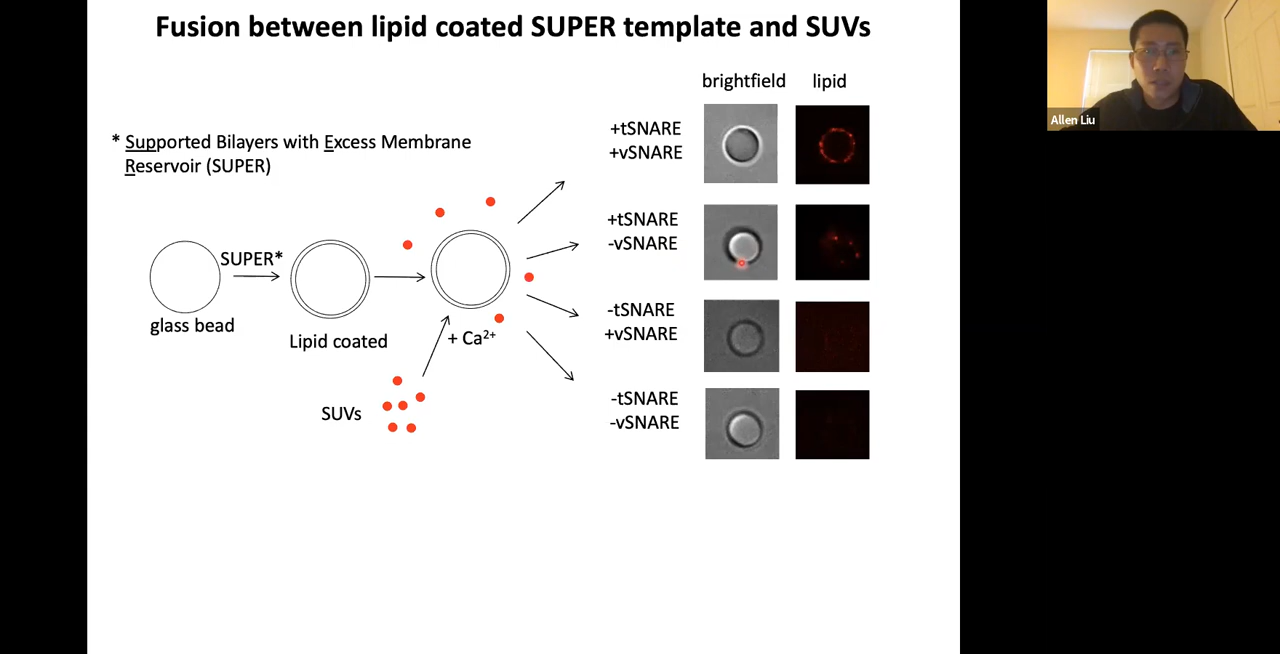 Fusion between lipid coated SUPER template and SUVs
Allen Liu
brightfield
lipid
* Supported Bilayers with Excess Membrane
Reservoir (SUPER)
+tSNARE
+vSNARE
+tSNARE
-vSNARE
SUPER*
glass bead
Lipid coated
+ Ca²⁺
SUVs
-tSNARE
+vSNARE
-tSNARE
-vSNARE